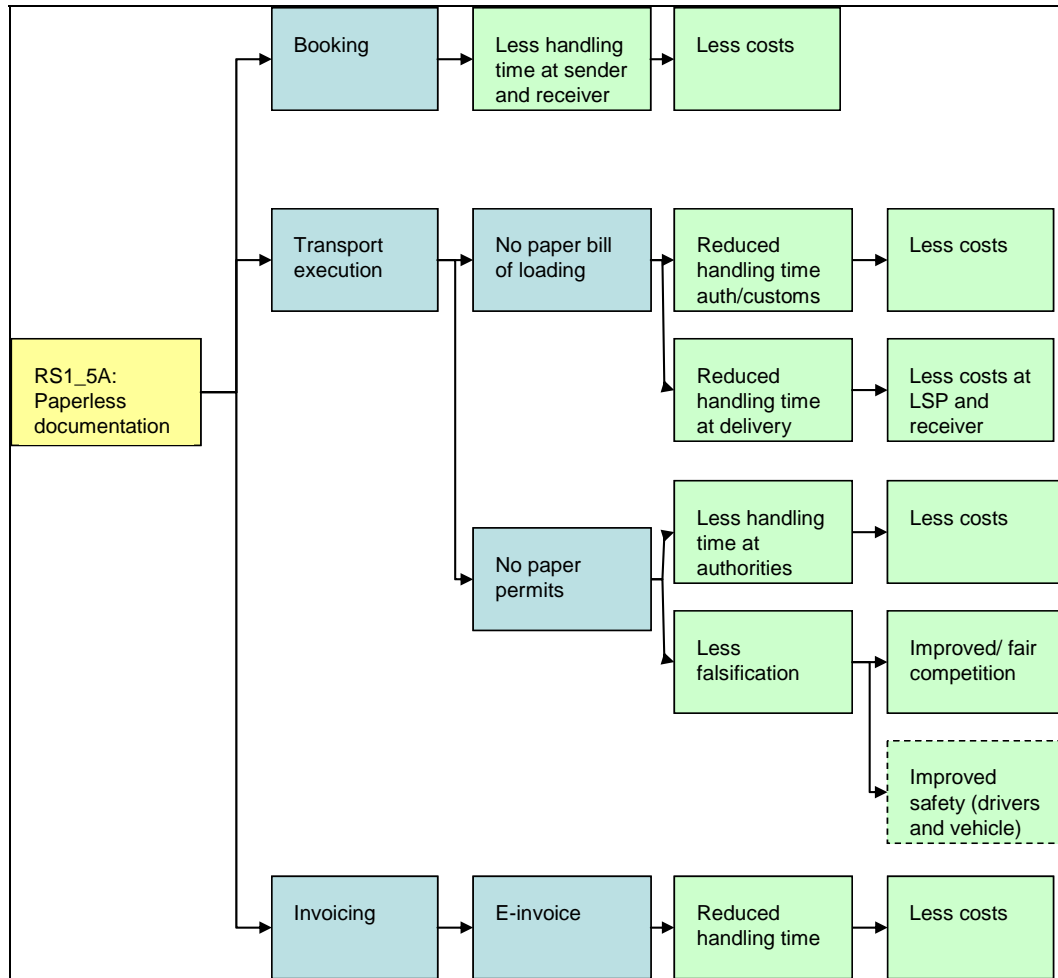 Booking
Less handling
time at sender
and receiver
Less costs
Transport
execution
No paper bill
of loading
Reduced
handling time
auth/customs
Less costs
RS1_5A:
Paperless
documentation
Reduced
handling time
at delivery
Less costs at
LSP and
receiver
No paper
permits
Less handling
time at
authorities
Less costs
Less
falsification
Improved/ fair
competition
Improved
safety (drivers
and vehicle)
Invoicing
E-invoice
Reduced
handling time
Less costs